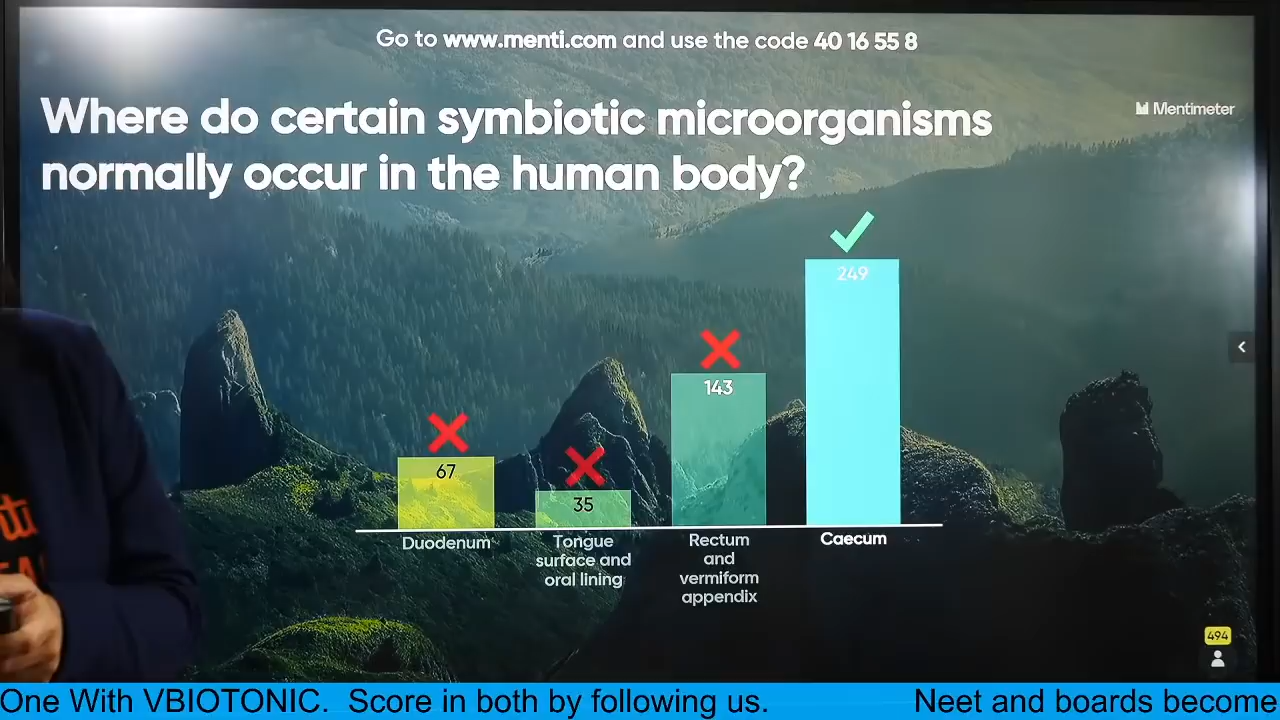 Go to www.menti.com and use the code 40 16 55 8
Where do certain symbiotic microorganisms
normally occur in the human body?
Mentimeter
249
143
67
35
Duodenum
Tongue
surface and
oral lining
Rectum
and
vermiform
appendix
Caecum
494
One With VBIOTONIC. Score in both by following us. Neet and boards become